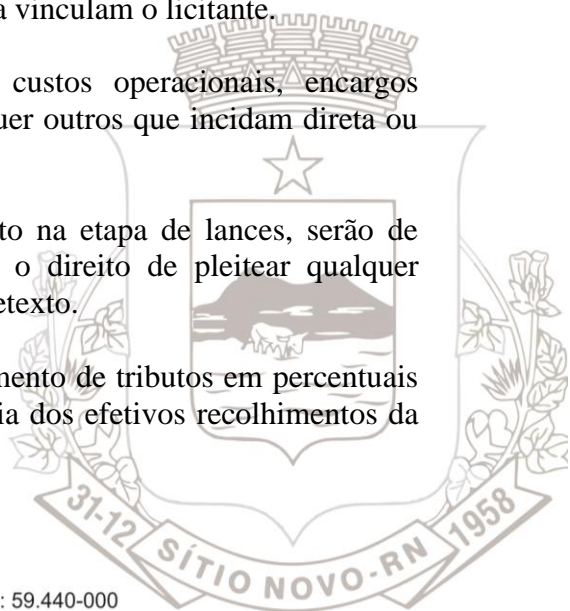 a vinculam o licitante.
custos operacionais, encargos
uer outros que incidam direta ou
to na etapa de lances, serão de
o direito de pleitear qualquer
etexto.
mento de tributos em percentuais
ia dos efetivos recolhimentos da
31-12 SÍTIO NOVO-RN 1958
: 59.440-000